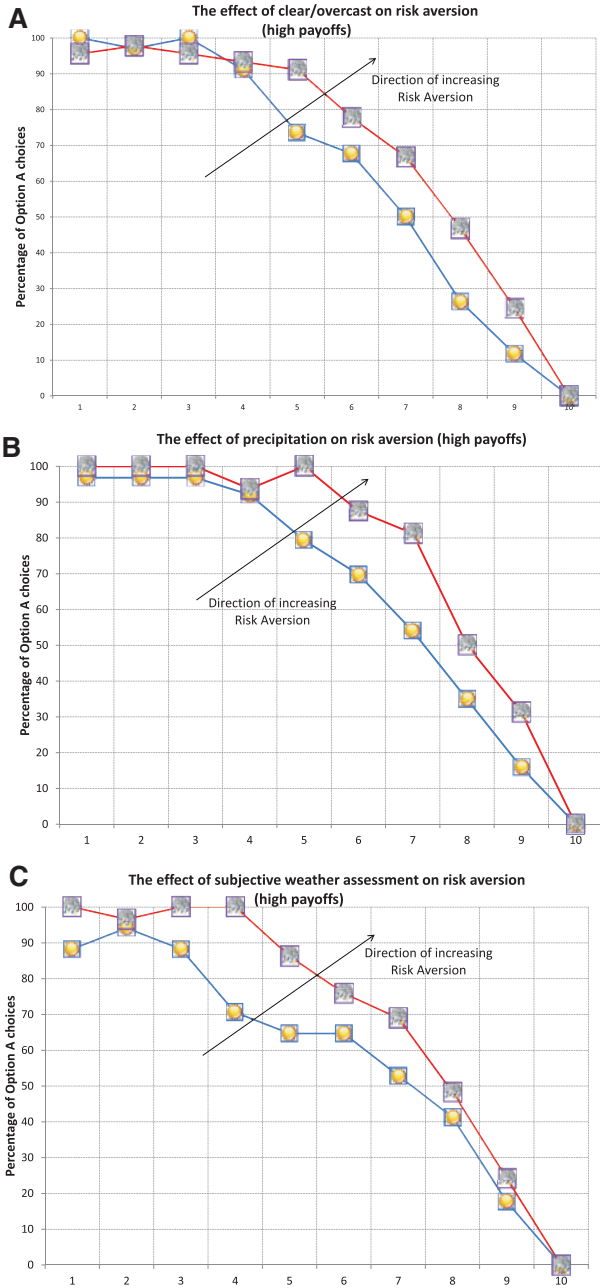 A
The effect of clear/overcast on risk aversion
(high payoffs)
100
90
80
70
60
50
40
30
20
10
0
Percentage of Option A choices
Direction of increasing
Risk Aversion
1 2 3 4 5 6 7 8 9 10
B
The effect of precipitation on risk aversion (high payoffs)
100
90
80
70
60
50
40
30
20
10
0
Percentage of Option A choices
Direction of increasing
Risk Aversion
1 2 3 4 5 6 7 8 9 10
C
The effect of subjective weather assessment on risk aversion
(high payoffs)
100
90
80
70
60
50
40
30
20
10
0
Percentage of Option A choices
Direction of increasing
Risk Aversion
1 2 3 4 5 6 7 8 9 10